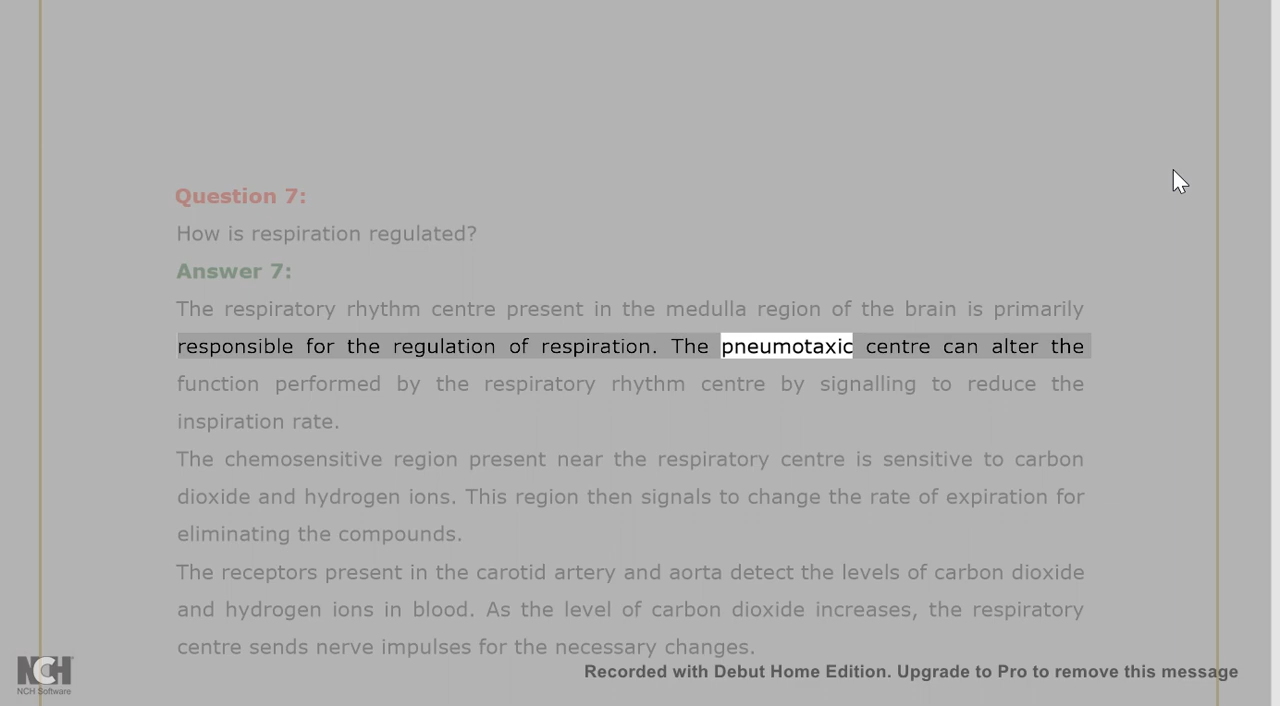 Question 7:
How is respiration regulated?
Answer 7:
The respiratory rhythm centre present in the medulla region of the brain is primarily
responsible for the regulation of respiration. The pneumotaxic centre can alter the
function performed by the respiratory rhythm centre by signalling to reduce the
inspiration rate.
The chemosensitive region present near the respiratory centre is sensitive to carbon
dioxide and hydrogen ions. This region then signals to change the rate of expiration for
eliminating the compounds.
The receptors present in the carotid artery and aorta detect the levels of carbon dioxide
and hydrogen ions in blood. As the level of carbon dioxide increases, the respiratory
centre sends nerve impulses for the necessary changes.
Recorded with Debut Home Edition. Upgrade to Pro to remove this message
NCH
NCH Software